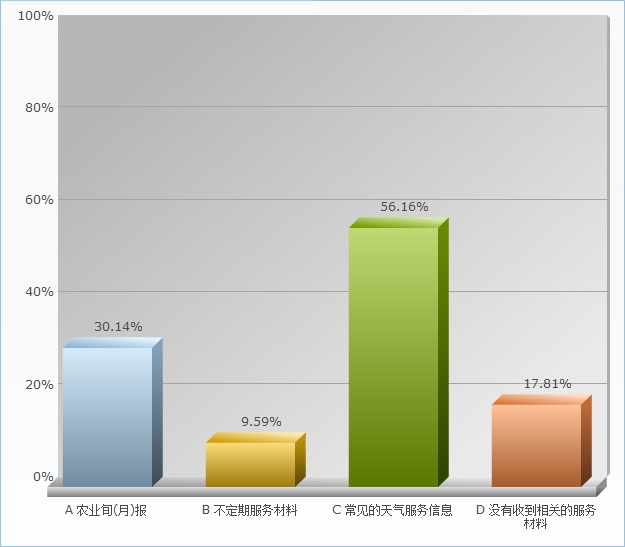 100%
80%
60%
40%
20%
0%
30.14%
9.59%
56.16%
17.81%
A 农业旬(月)报
B 不定期服务材料
C 常见的天气服务信息
D 没有收到相关的服务
材料